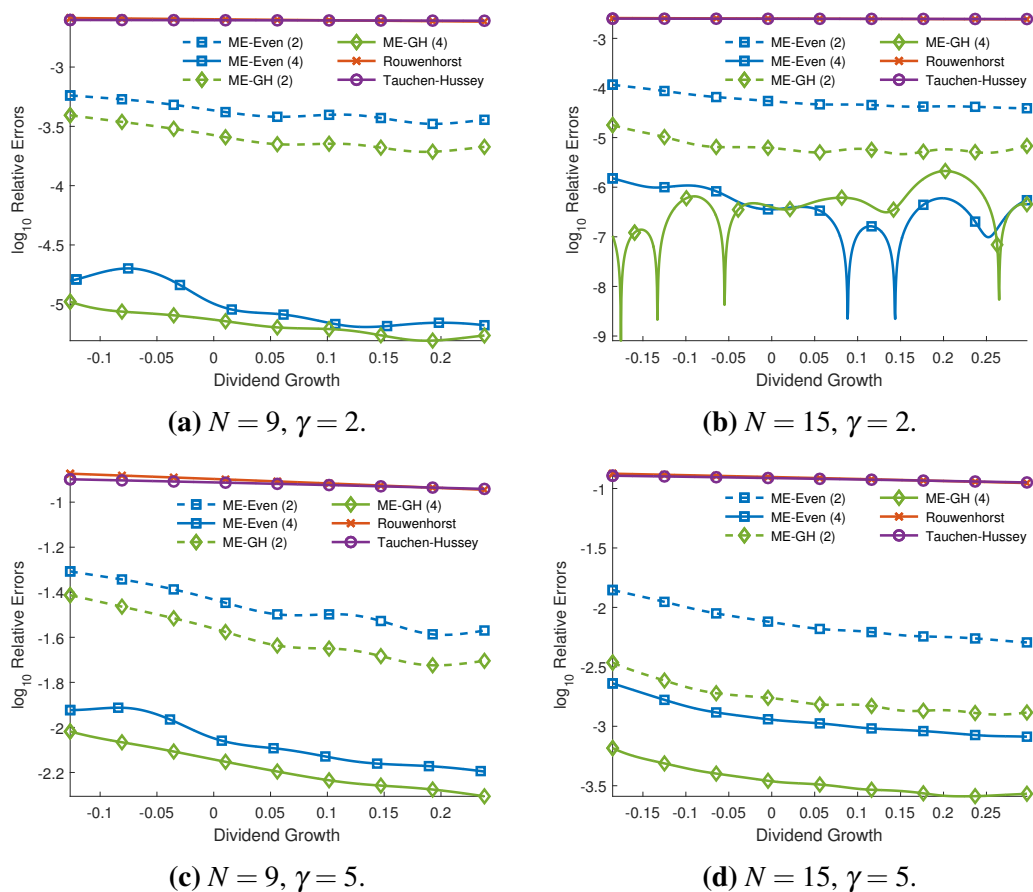 -3
-3.5
-4
-4.5
-5
log10 Relative Errors
ME-Even (2)
ME-Even (4)
ME-GH (2)
ME-GH (4)
Rouwenhorst
Tauchen-Hussey
-0.1 -0.05 0 0.05 0.1 0.15 0.2
Dividend Growth
(a) N = 9, γ = 2.
-3
-4
-5
-6
-7
-8
-9
log10 Relative Errors
ME-Even (2)
ME-Even (4)
ME-GH (2)
ME-GH (4)
Rouwenhorst
Tauchen-Hussey
-0.15 -0.1 -0.05 0 0.05 0.1 0.15 0.2 0.25
Dividend Growth
(b) N = 15, γ = 2.
-1
-1.2
-1.4
-1.6
-1.8
-2
-2.2
log10 Relative Errors
ME-Even (2)
ME-Even (4)
ME-GH (2)
ME-GH (4)
Rouwenhorst
Tauchen-Hussey
-0.1 -0.05 0 0.05 0.1 0.15 0.2
Dividend Growth
(c) N = 9, γ = 5.
-1
-1.5
-2
-2.5
-3
-3.5
log10 Relative Errors
ME-Even (2)
ME-Even (4)
ME-GH (2)
ME-GH (4)
Rouwenhorst
Tauchen-Hussey
-0.15 -0.1 -0.05 0 0.05 0.1 0.15 0.2 0.25
Dividend Growth
(d) N = 15, γ = 5.